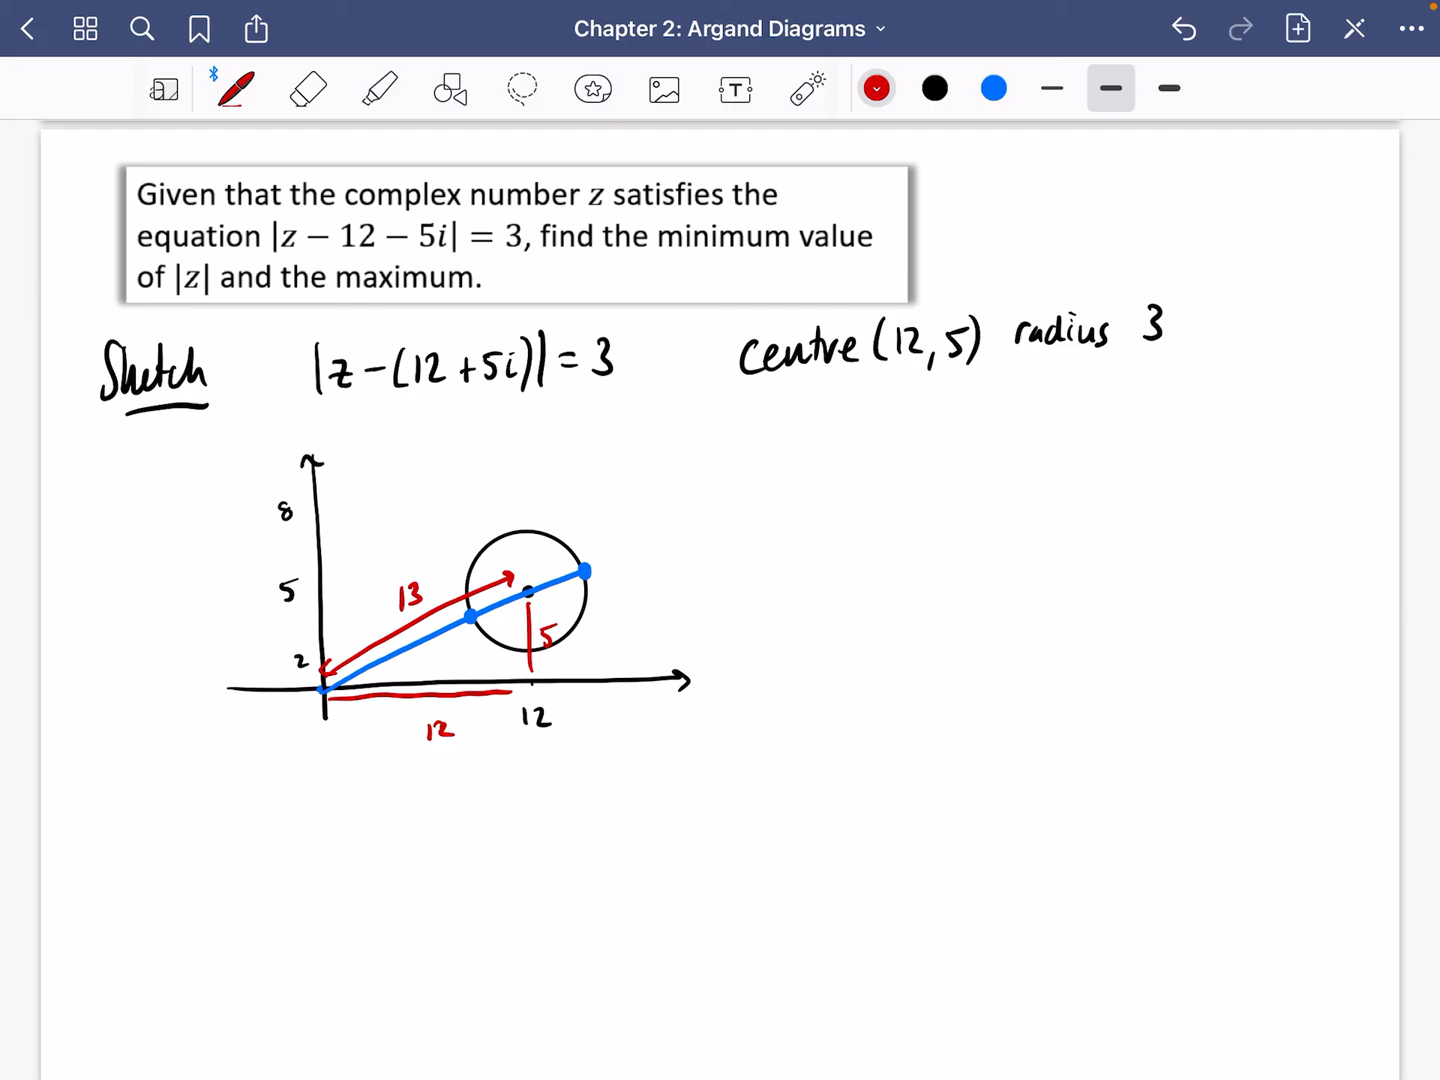 Chapter 2: Argand Diagrams
T
Given that the complex number z satisfies the
equation |z − 12 − 5i| = 3, find the minimum value
of |z| and the maximum.
Sketch |z-(12+5i)| = 3 centre (12,5) radius 3
8
5
13
5
2
12
12